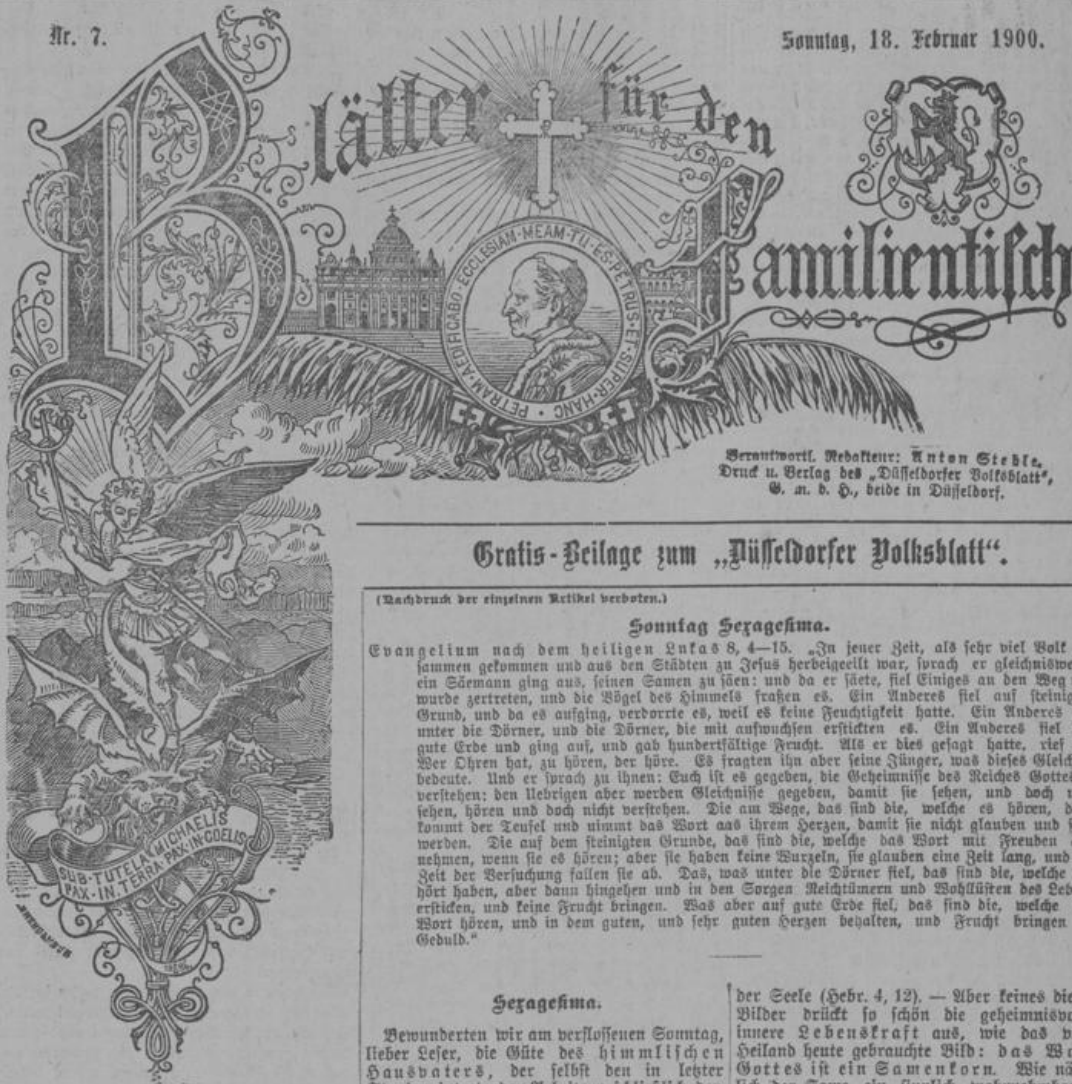 Nr. 7.
Sonntag, 18. Februar 1900.
Blätter für den
Familientisch
PETRAM·AEDIFICABO·ECCLESIAM·MEAM·TU·ES·PETRUS·ET·SUPER·HANC·
Verantwortl. Redakteur: Anton Stehle.
Druck u. Verlag des „Düsseldorfer Volksblatt“,
G. m. b. H., beide in Düsseldorf.
Gratis-Beilage zum „Düsseldorfer Volksblatt“.
(Nachdruck der einzelnen Artikel verboten.)
Sonntag Sexagesima.
Evangelium nach dem heiligen Lukas 8, 4—15. „In jener Zeit, als sehr viel Volk
sammen gekommen und aus den Städten zu Jesus herbeigeeilt war, sprach er gleichniswe
ein Säemann ging aus, seinen Samen zu säen: und da er säete, fiel Einiges an den Weg
wurde zertreten, und die Vögel des Himmels fraßen es. Ein Anderes fiel auf steinig
Grund, und da es aufging, verdorrte es, weil es keine Feuchtigkeit hatte. Ein Anderes
unter die Dörner, und die Dörner, die mit aufwuchsen erstickten es. Ein Anderes fiel
gute Erde und ging auf, und gab hundertfältige Frucht. Als er dies gesagt hatte, rief
Wer Ohren hat, zu hören, der höre. Es fragten ihn aber seine Jünger, was dieses Gleich
bedeute. Und er sprach zu ihnen: Euch ist es gegeben, die Geheimnisse des Reiches Gottes
verstehen; den Uebrigen aber werden Gleichnisse gegeben, damit sie sehen, und doch n
sehen, hören und doch nicht verstehen. Die am Wege, das sind die, welche es hören, d
kommt der Teufel und nimmt das Wort aas ihrem Herzen, damit sie nicht glauben und s
werden. Die auf dem steinigten Grunde, das sind die, welche das Wort mit Freuden
nehmen, wenn sie es hören; aber sie haben keine Wurzeln, sie glauben eine Zeit lang, und
Zeit der Versuchung fallen sie ab. Das, was unter die Dörner fiel, das sind die, welche
hört haben, aber dann hingehen und in den Sorgen Reichtümern und Wohllüsten des Leb
ersticken, und keine Frucht bringen. Was aber auf gute Erde fiel, das sind die, welche
Wort hören, und in dem guten, und sehr guten Herzen behalten, und Frucht bringen
Geduld.“
SUB·TUTELA·MICHAELIS
PAX·IN·TERRA·PAX·IN·COELIS
Sexagesima.
Bewunderten wir am verflossenen Sonntag,
lieber Leser, die Güte des himmlischen
Hausvaters, der selbst den in letzter
der Seele (Hebr. 4, 12). — Aber keines die
Bilder drückt so schön die geheimnisvo
innere Lebenskraft aus, wie das v
Heiland heute gebrauchte Bild: das Wo
Gottes ist ein Samenkorn. Wie nä